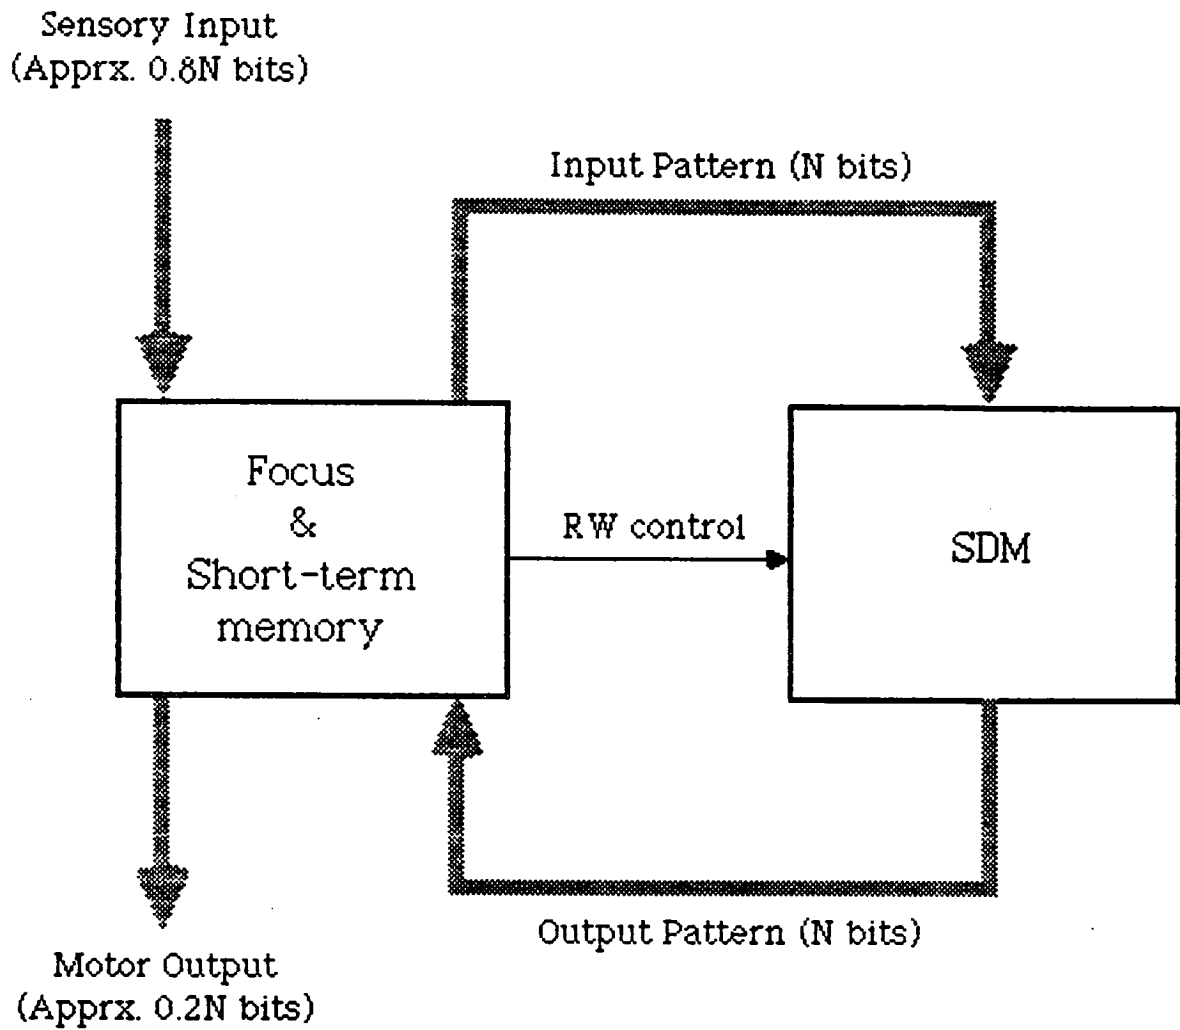 Sensory Input
(Apprx. 0.8N bits)
Input Pattern (N bits)
Focus
&
Short-term
memory
RW control
SDM
Output Pattern (N bits)
Motor Output
(Apprx. 0.2N bits)